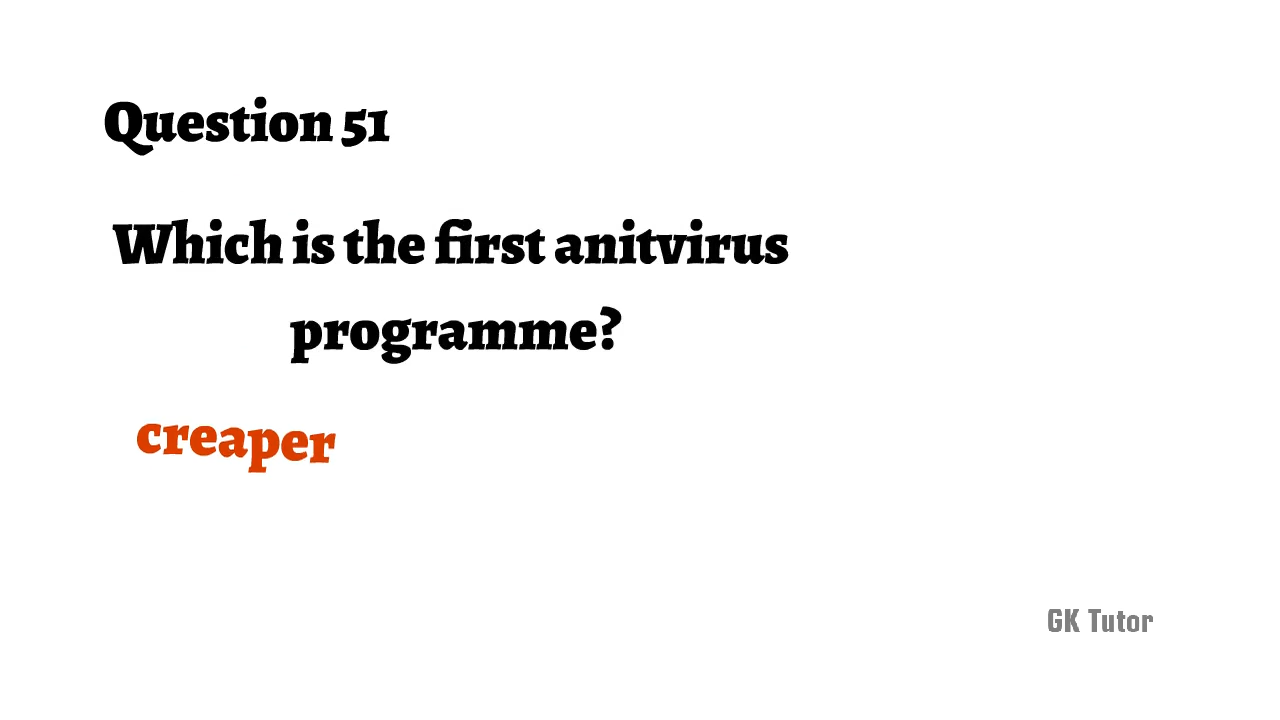 Question 51
Which is the first anitvirus
programme?
creaper
GK Tutor